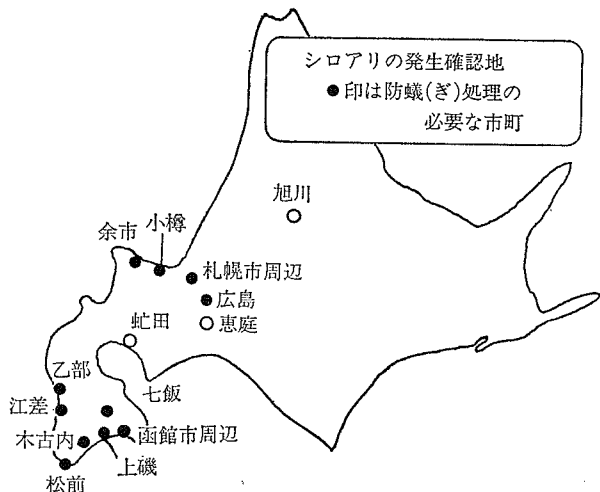 シロアリの発生確認地
●印は防蟻(ぎ)処理の
必要な市町
旭川
小樽
余市
札幌市周辺
広島
恵庭
虻田
乙部
七飯
江差
函館市周辺
木古内
上磯
松前